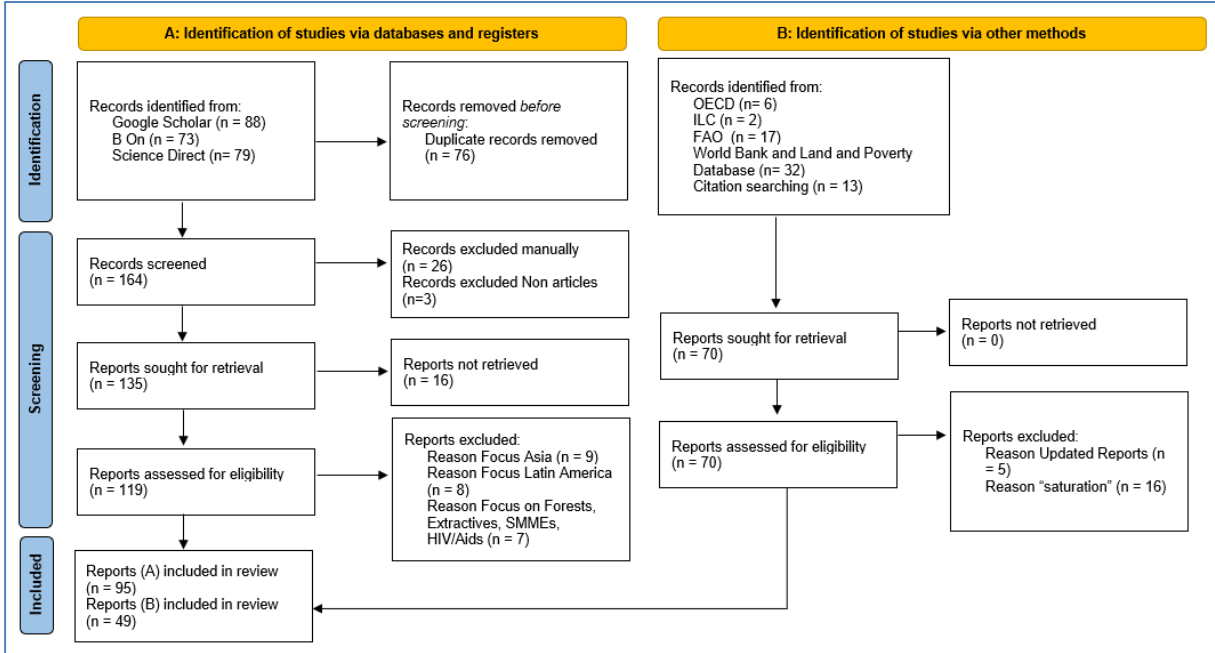 A: Identification of studies via databases and registers
B: Identification of studies via other methods
Identification
Records identified from:
Google Scholar (n = 88)
B On (n = 73)
Science Direct (n= 79)
Records removed before
screening:
Duplicate records removed
(n = 76)
Records identified from:
OECD (n= 6)
ILC (n = 2)
FAO (n = 17)
World Bank and Land and Poverty
Database (n= 32)
Citation searching (n = 13)
Screening
Records screened
(n = 164)
Records excluded manually
(n = 26)
Records excluded Non articles
(n=3)
Reports sought for retrieval
(n = 135)
Reports not retrieved
(n = 16)
Reports sought for retrieval
(n = 70)
Reports not retrieved
(n = 0)
Reports assessed for eligibility
(n = 119)
Reports excluded:
Reason Focus Asia (n = 9)
Reason Focus Latin America
(n = 8)
Reason Focus on Forests,
Extractives, SMMEs,
HIV/Aids (n = 7)
Reports assessed for eligibility
(n = 70)
Reports excluded:
Reason Updated Reports (n
= 5)
Reason “saturation” (n = 16)
Included
Reports (A) included in review
(n = 95)
Reports (B) included in review
(n = 49)